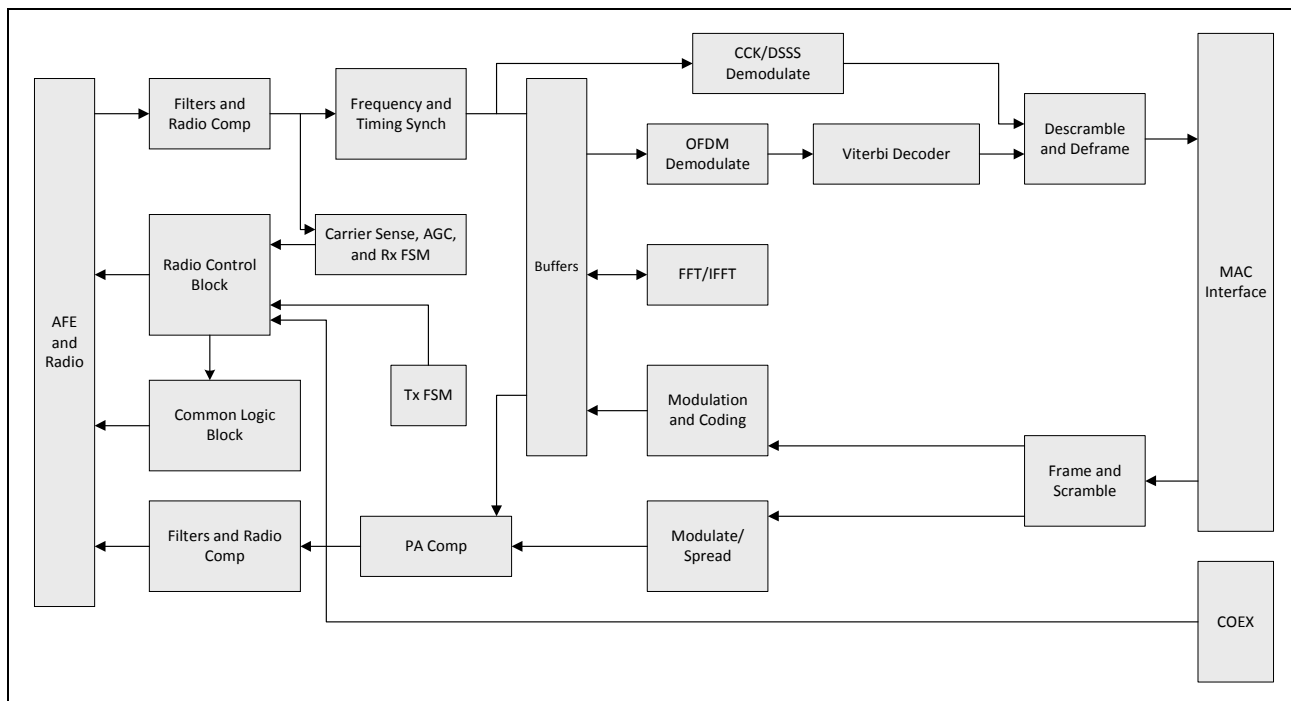 CCK/DSSS
Demodulate
Filters and
Radio Comp
Frequency and
Timing Synch
Descramble
and Deframe
OFDM
Demodulate
Viterbi Decoder
Carrier Sense, AGC,
and Rx FSM
Radio Control
Block
Buffers
FFT/IFFT
MAC
Interface
AFE
and
Radio
Tx FSM
Common Logic
Block
Modulation
and Coding
Frame and
Scramble
Filters and Radio
Comp
PA Comp
Modulate/
Spread
COEX